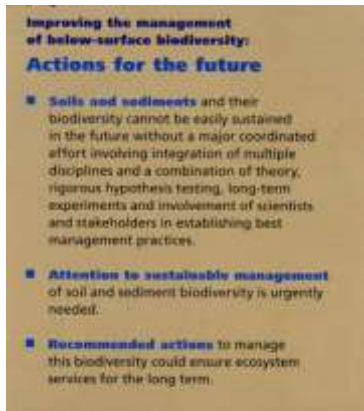 Improving the management
of below-surface biodiversity:
Actions for the future
■ Soils and sediments and their
biodiversity cannot be easily sustained
in the future without a major coordinated
effort involving integration of multiple
disciplines and a combination of theory,
rigorous hypothesis testing, long-term
experiments and involvement of scientists
and stakeholders in establishing best
management practices.
■ Attention to sustainable management
of soil and sediment biodiversity is urgently
needed.
■ Recommended actions to manage
this biodiversity could ensure ecosystem
services for the long term.